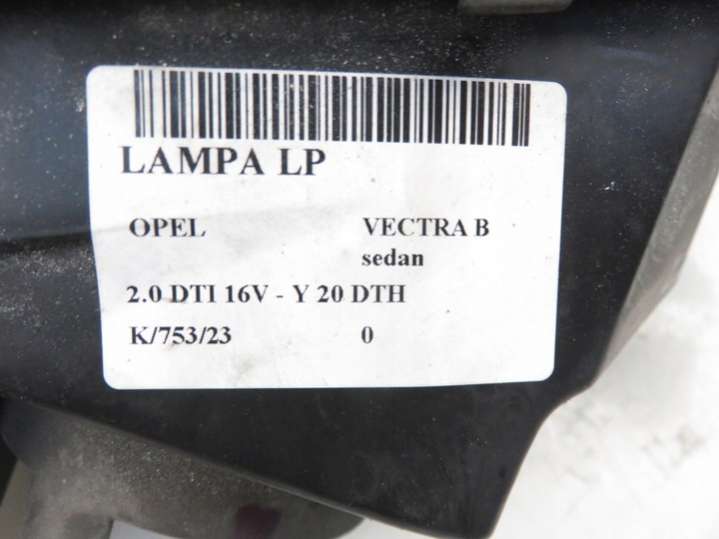 LAMPA LP
OPEL VECTRA B
sedan
2.0 DTI 16V - Y 20 DTH
K/753/23 0